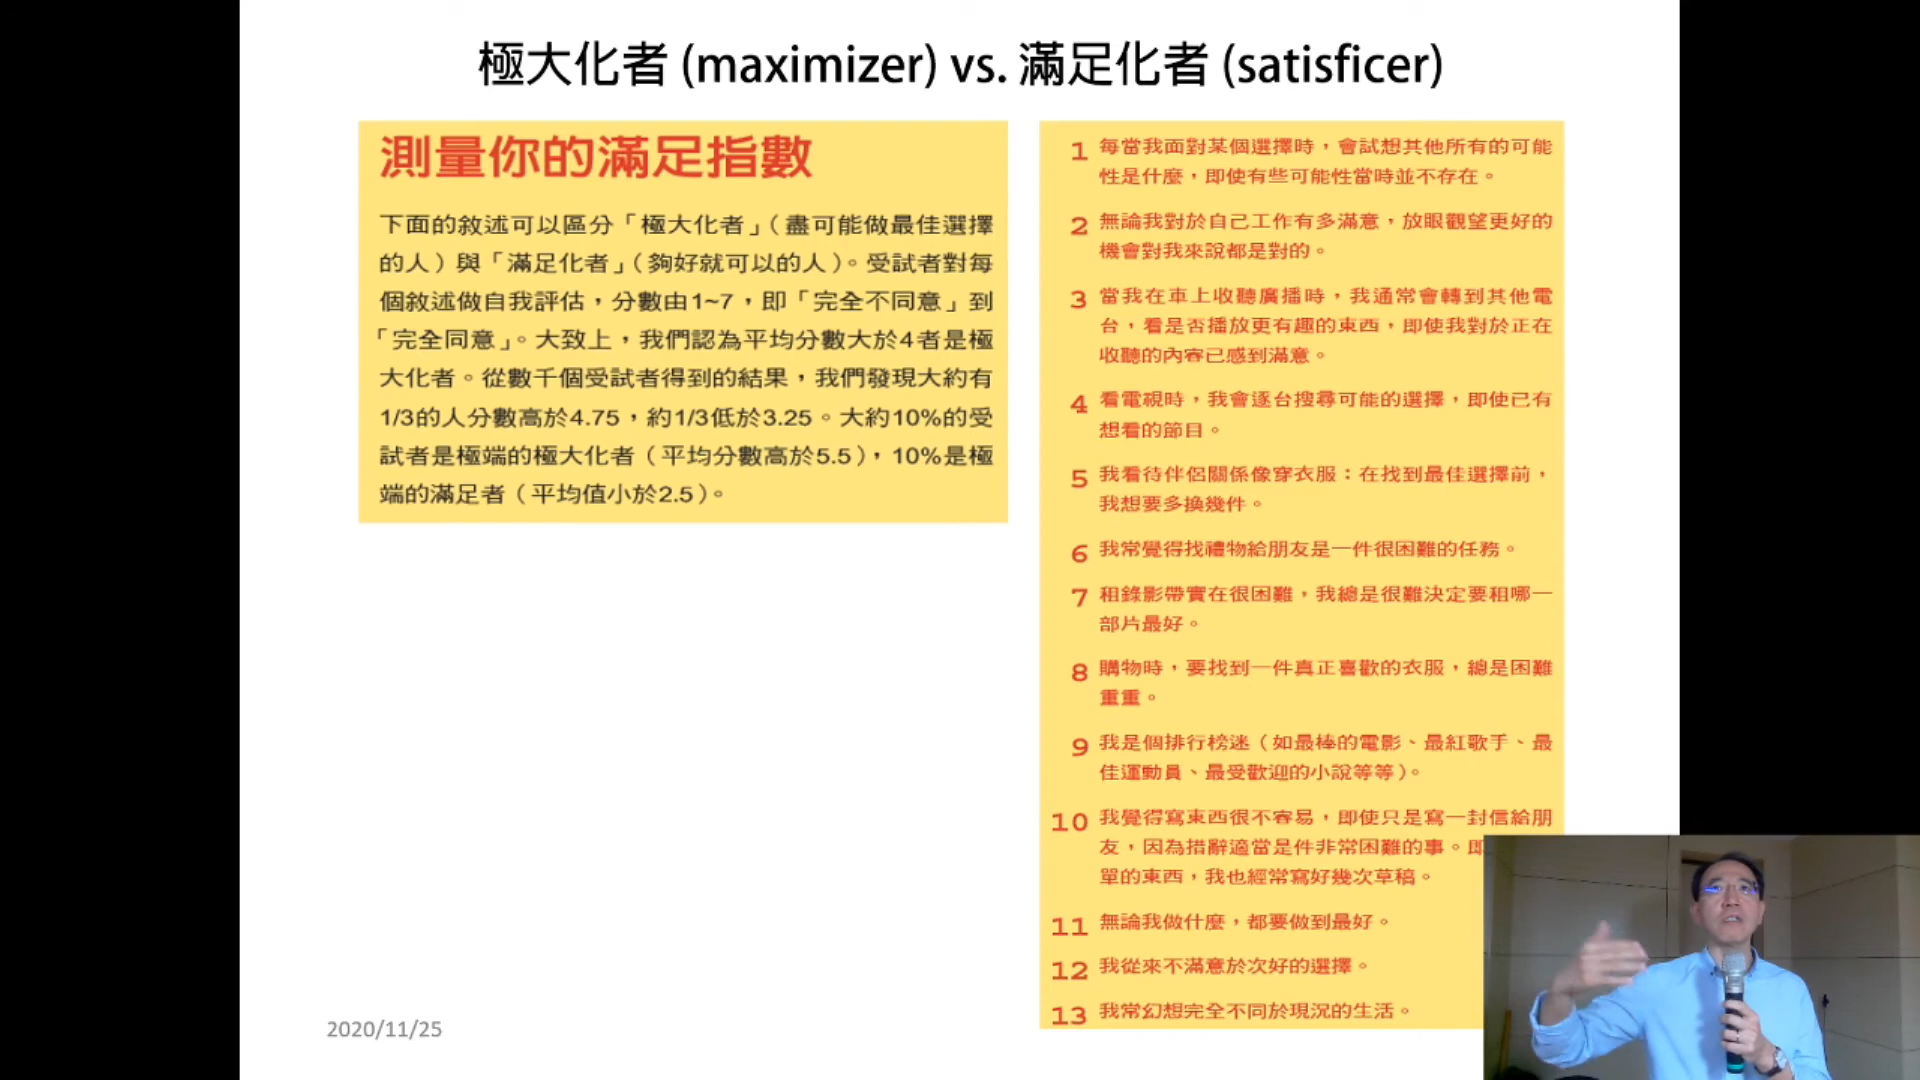 極大化者 (maximizer) vs. 滿足化者 (satisficer)
測量你的滿足指數
下面的敘述可以區分「極大化者」（盡可能做最佳選擇
的人）與「滿足化者」（夠好就可以的人）。受試者對每
個敘述做自我評估，分數由1~7，即「完全不同意」到
「完全同意」。大致上，我們認為平均分數大於4者是極
大化者。從數千個受試者得到的結果，我們發現大約有
1/3的人分數高於4.75，約1/3低於3.25。大約10%的受
試者是極端的極大化者（平均分數高於5.5），10%是極
端的滿足者（平均值小於2.5）。
1 每當我面對某個選擇時，會試想其他所有的可能
性是什麼，即使有些可能性當時並不存在。
2 無論我對於自己工作有多滿意，放眼觀望更好的
機會對我來說都是對的。
3 當我在車上收聽廣播時，我通常會轉到其他電
台，看是否播放更有趣的東西，即使我對於正在
收聽的內容已感到滿意。
4 看電視時，我會逐台搜尋可能的選擇，即使已有
想看的節目。
5 我看待伴侶關係像穿衣服：在找到最佳選擇前，
我想要多換幾件。
6 我常覺得找禮物給朋友是一件很困難的任務。
7 租錄影帶實在很困難，我總是很難決定要租哪一
部片最好。
8 購物時，要找到一件真正喜歡的衣服，總是困難
重重。
9 我是個排行榜迷（如最棒的電影、最紅歌手、最
佳運動員、最受歡迎的小說等等）。
10 我覺得寫東西很不容易，即使只是寫一封信給朋
友，因為措辭適當是件非常困難的事。即
單的東西，我也經常寫好幾次草稿。
11 無論我做什麼，都要做到最好。
12 我從來不滿意於次好的選擇。
13 我常幻想完全不同於現況的生活。
2020/11/25